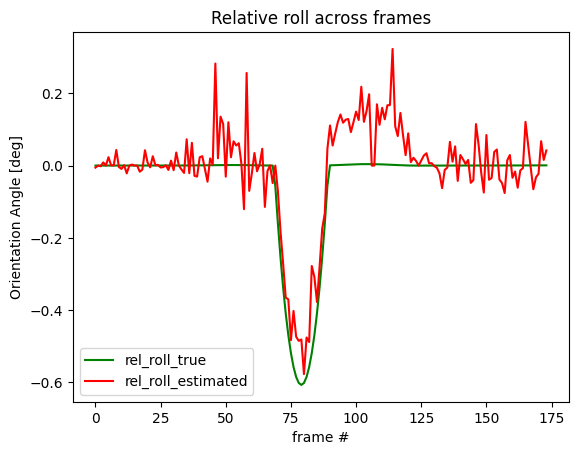 Relative roll across frames
Orientation Angle [deg]
0.2
0.0
−0.2
−0.4
−0.6
rel_roll_true
rel_roll_estimated
0 25 50 75 100 125 150 175
frame #